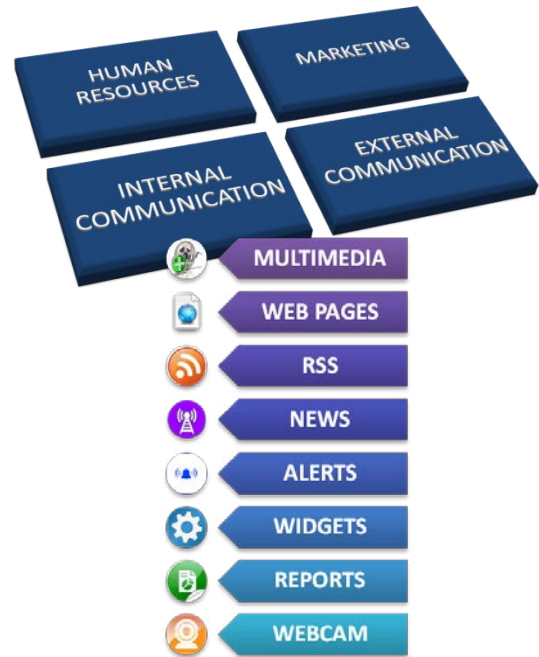 HUMAN
RESOURCES
MARKETING
INTERNAL
COMMUNICATION
EXTERNAL
COMMUNICATION
MULTIMEDIA
WEB PAGES
RSS
NEWS
ALERTS
WIDGETS
REPORTS
WEBCAM